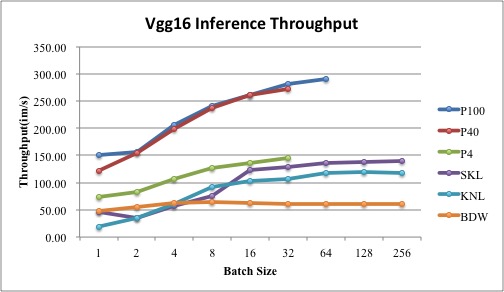 Vgg16 Inference Throughput
350.00
300.00
250.00
200.00
150.00
100.00
50.00
0.00
Throughput(im/s)
1 2 4 8 16 32 64 128 256
Batch Size
P100
P40
P4
SKL
KNL
BDW